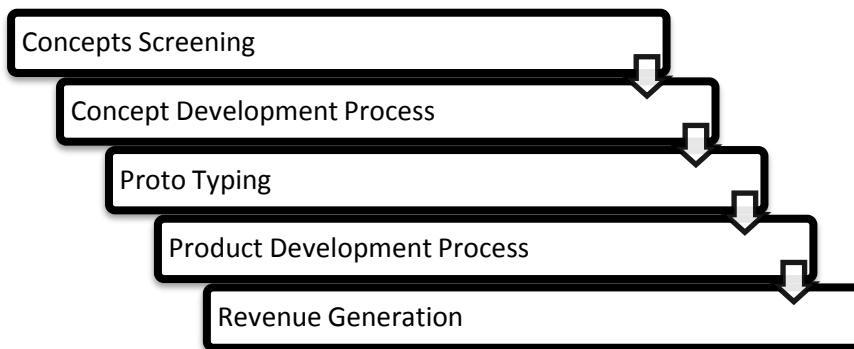 Concepts Screening
Concept Development Process
Proto Typing
Product Development Process
Revenue Generation